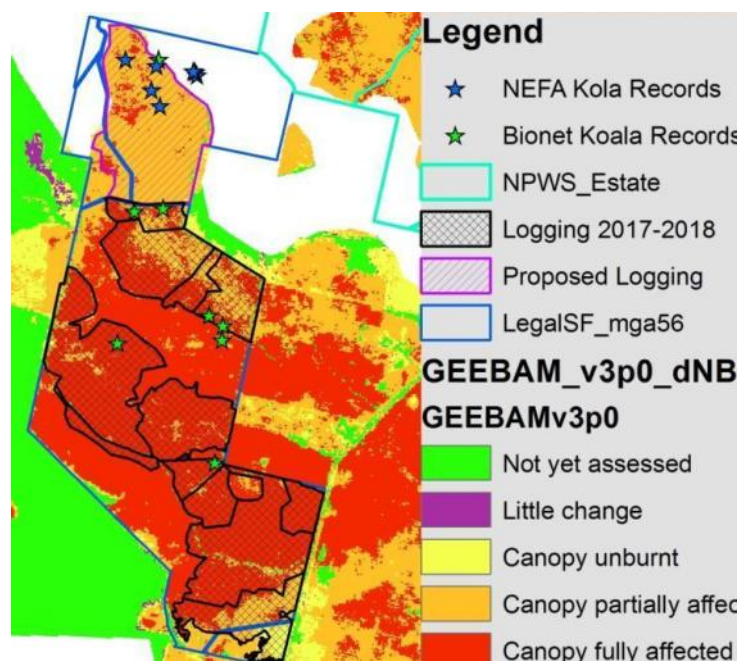 Legend
NEFA Kola Records
Bionet Koala Records
NPWS_Estate
Logging 2017-2018
Proposed Logging
LegalSF_mga56
GEEBAM_v3p0_dNB
GEEBAMv3p0
Not yet assessed
Little change
Canopy unburnt
Canopy partially affec
Canopy fully affected